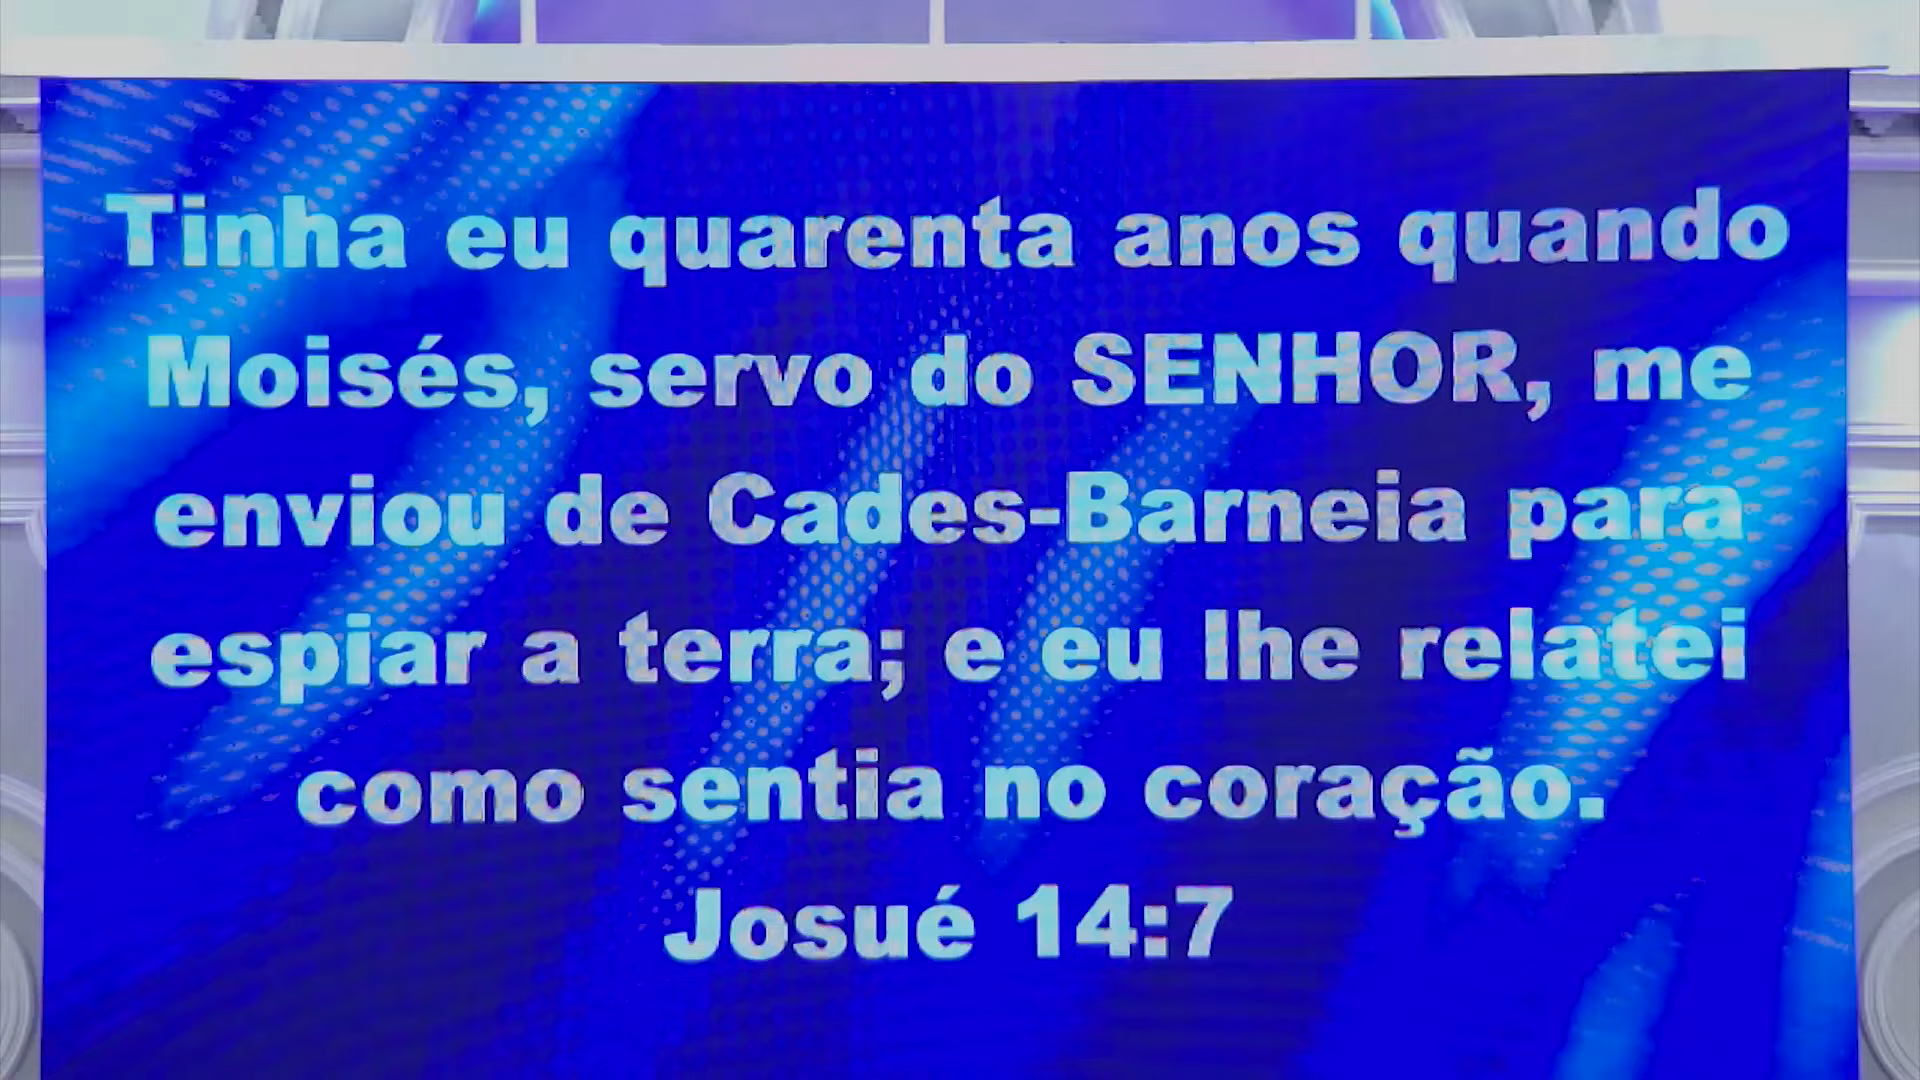 Tinha eu quarenta anos quando
Moisés, servo do SENHOR, me
enviou de Cades-Barneia para
espiar a terra; e eu lhe relatei
como sentia no coração.
Josué 14:7